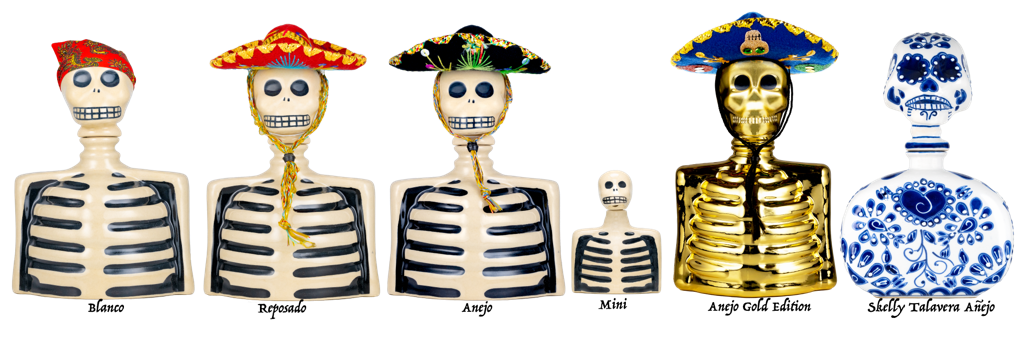 Blanco
Reposado
Anejo
Mini
Anejo Gold Edition
Skelly Talavera Añejo